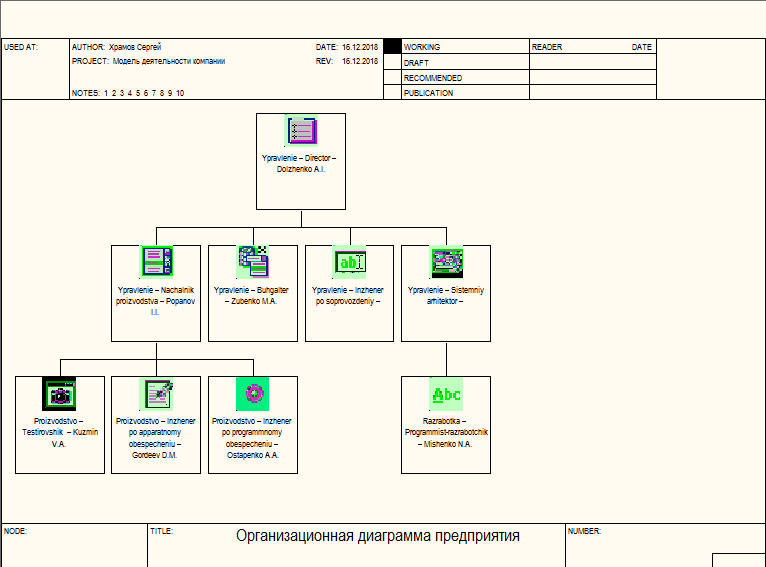 USED AT:
AUTHOR: Храмов Сергей
DATE: 16.12.2018
WORKING
READER
DATE
PROJECT: Модель деятельности компании
REV: 16.12.2018
DRAFT
RECOMMENDED
NOTES: 1 2 3 4 5 6 7 8 9 10
PUBLICATION
Ypravlenie – Director –
Dolzhenko A.I.
Ypravlenie – Nachalnik
proizvodstva – Popanov
I.I.
Ypravlenie – Buhgalter
– Zubenko M.A.
ab
Ypravlenie – Inzhener
po soprovozdeniy –
Ypravlenie – Sistemniy
arhitektor –
Proizvodstvo –
Testirovshik – Kuzmin
V.A.
Proizvodstvo – Inzhener
po apparatnomy
obespecheniu –
Gordeev D.M.
Proizvodstvo – Inzhener
po programmnomy
obespecheniu –
Ostapenko A.A.
Abc
Razrabotka –
Programmist-razrabotchik
– Mishenko N.A.
NODE:
TITLE:
Организационная диаграмма предприятия
NUMBER: